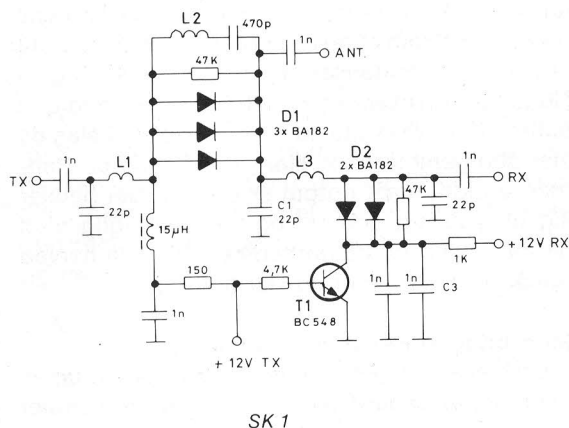 L2
470p
1n
ANT.
47K
D1
3x BA182
D2
2x BA182
L3
1n
L1
47K
1n
TX
RX
22p
C1
22p
22p
15µH
+12V RX
1K
150
4,7K
1n
1n
C3
T1
BC 548
1n
+ 12V TX
SK 1